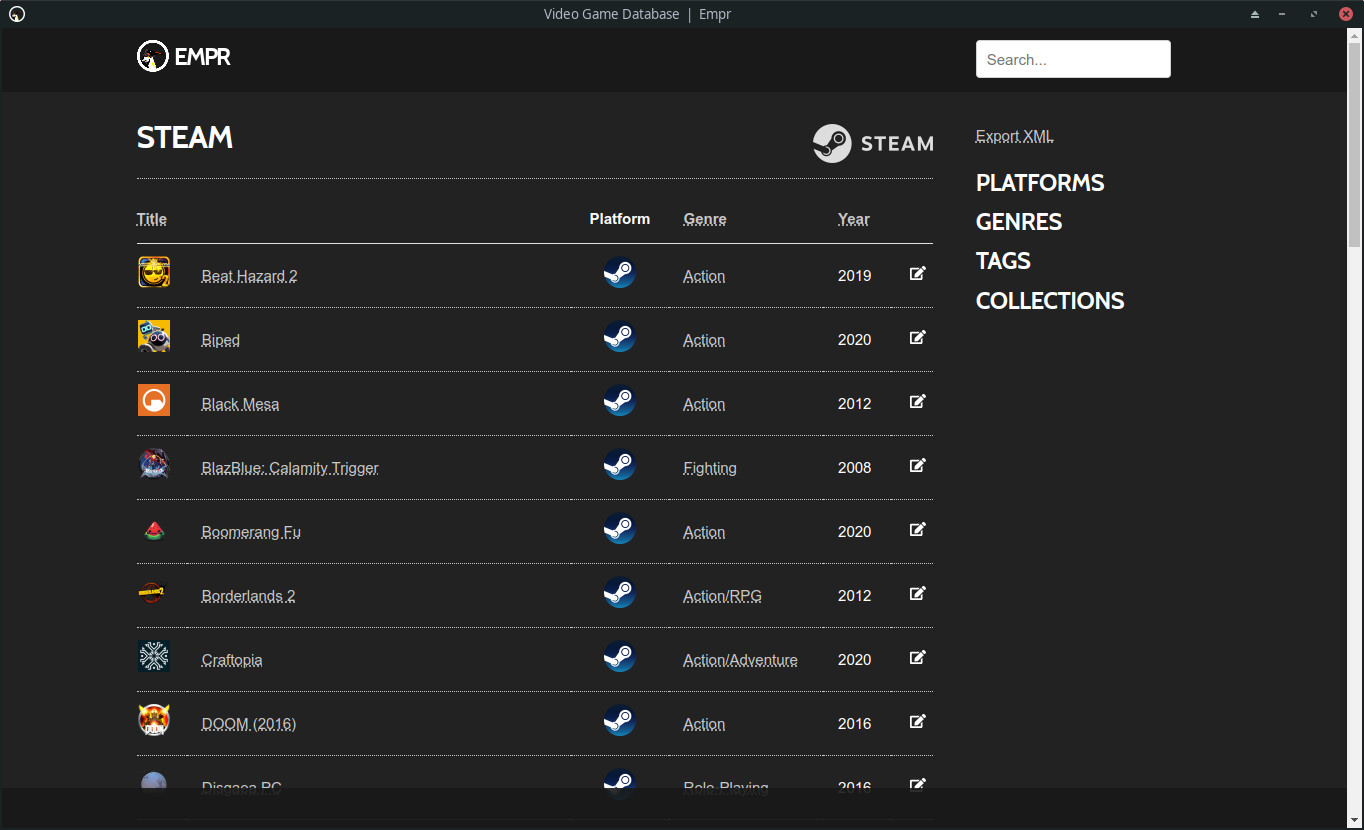 Video Game Database | Empr
EMPR
Search...
STEAM
STEAM
Export XML
PLATFORMS
GENRES
TAGS
COLLECTIONS
Title Platform Genre Year
Beat Hazard 2 Action 2019
Biped Action 2020
Black Mesa Action 2012
BlazBlue: Calamity Trigger Fighting 2008
Boomerang Fu Action 2020
Borderlands 2 Action/RPG 2012
Craftopia Action/Adventure 2020
DOOM
DOOM (2016) Action 2016
Disgaea PC Role-Playing 2016